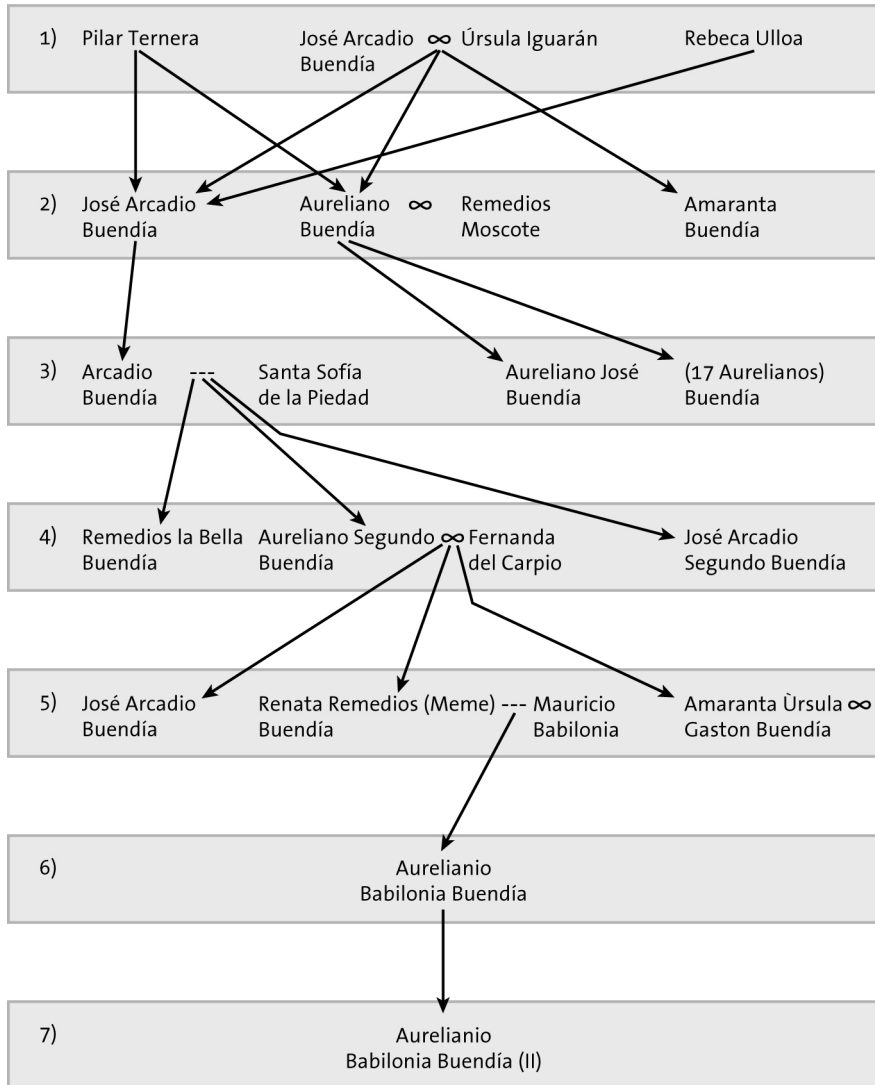 1) Pilar Ternera José Arcadio ∞ Úrsula Iguarán Rebeca Ulloa
Buendía
2) José Arcadio Aureliano ∞ Remedios Amaranta
Buendía Buendía Moscote Buendía
3) Arcadio --- Santa Sofía Aureliano José (17 Aurelianos)
Buendía de la Piedad Buendía Buendía
4) Remedios la Bella Aureliano Segundo ∞ Fernanda José Arcadio
Buendía Buendía del Carpio Segundo Buendía
5) José Arcadio Renata Remedios (Meme) --- Mauricio Amaranta Ùrsula ∞
Buendía Buendía Babilonia Gaston Buendía
6) Aurelianio
Babilonia Buendía
7) Aurelianio
Babilonia Buendía (II)